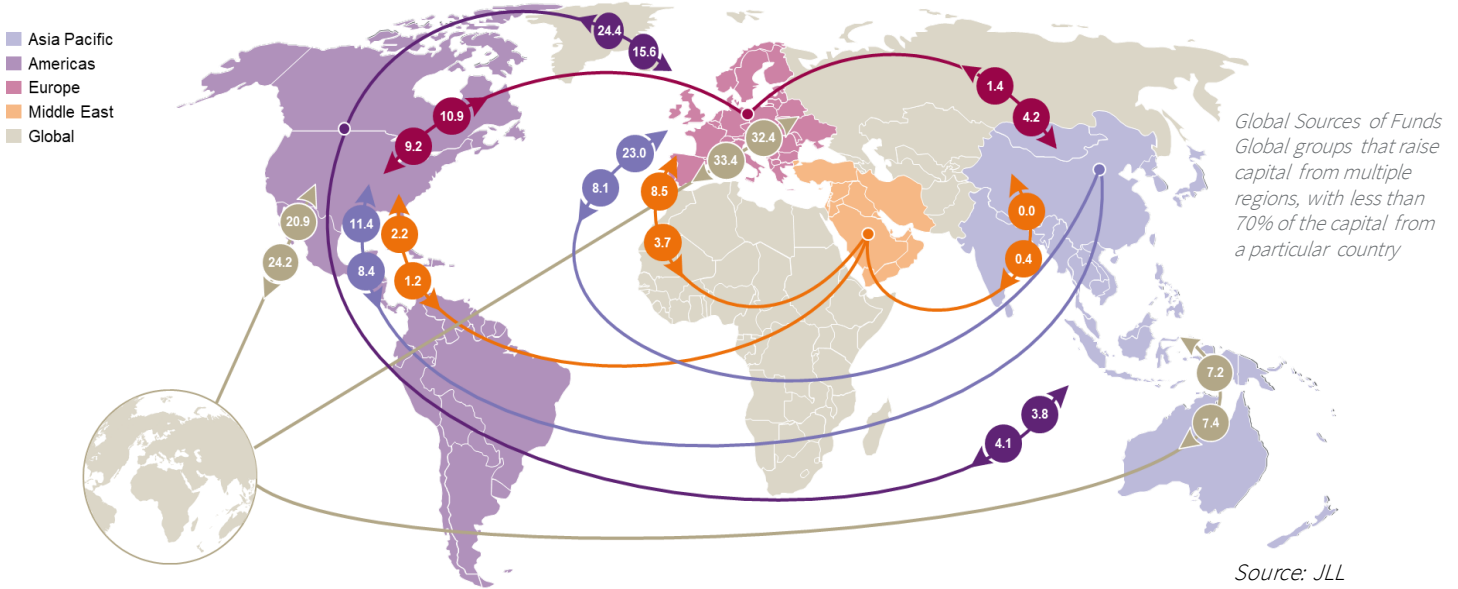 Asia Pacific
Americas
Europe
Middle East
Global
24.4
15.6
10.9
9.2
1.4
4.2
32.4
33.4
23.0
8.1
8.5
3.7
20.9
24.2
11.4
8.4
2.2
1.2
0.0
0.4
7.2
7.4
3.8
4.1
Global Sources of Funds
Global groups that raise
capital from multiple
regions, with less than
70% of the capital from
a particular country
Source: JLL